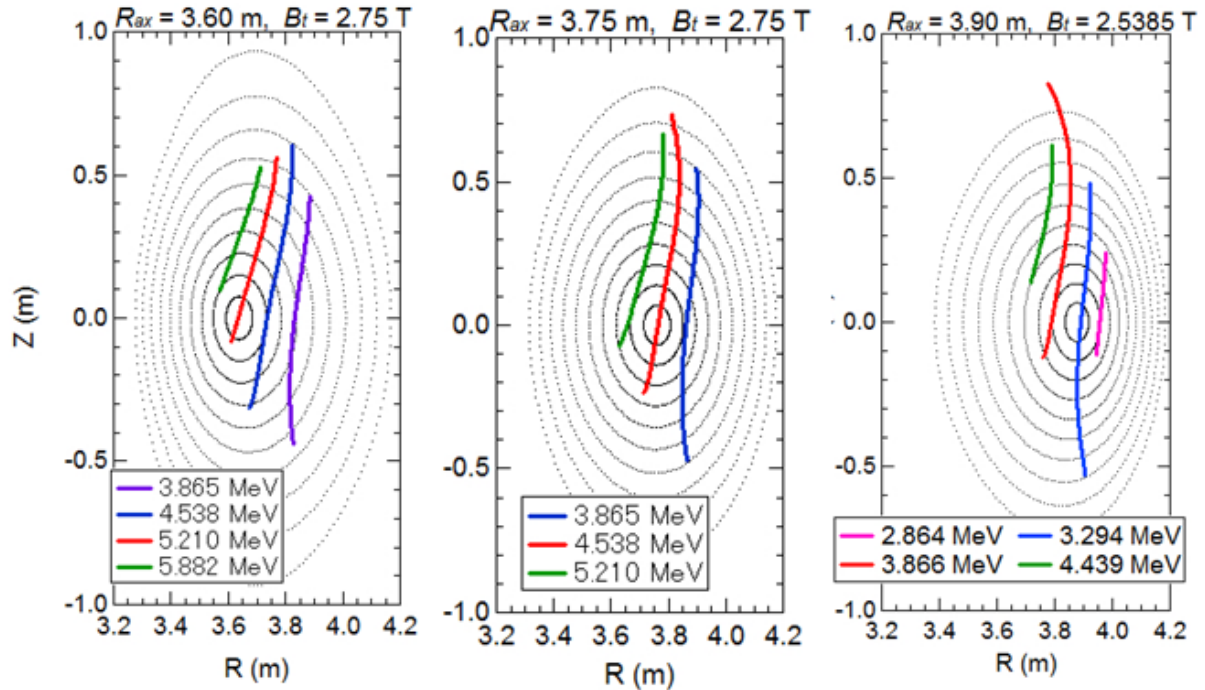 R_ax = 3.60 m, B_t = 2.75 T
1.0
0.5
0.0
-0.5
-1.0
Z (m)
3.865 MeV
4.538 MeV
5.210 MeV
5.882 MeV
3.2 3.4 3.6 3.8 4.0 4.2
R (m)
R_ax = 3.75 m, B_t = 2.75 T
1.0
0.5
0.0
-0.5
-1.0
3.865 MeV
4.538 MeV
5.210 MeV
3.2 3.4 3.6 3.8 4.0 4.2
R (m)
R_ax = 3.90 m, B_t = 2.5385 T
1.0
0.5
0.0
-0.5
-1.0
2.864 MeV 3.294 MeV
3.866 MeV 4.439 MeV
3.2 3.4 3.6 3.8 4.0 4.2
R (m)